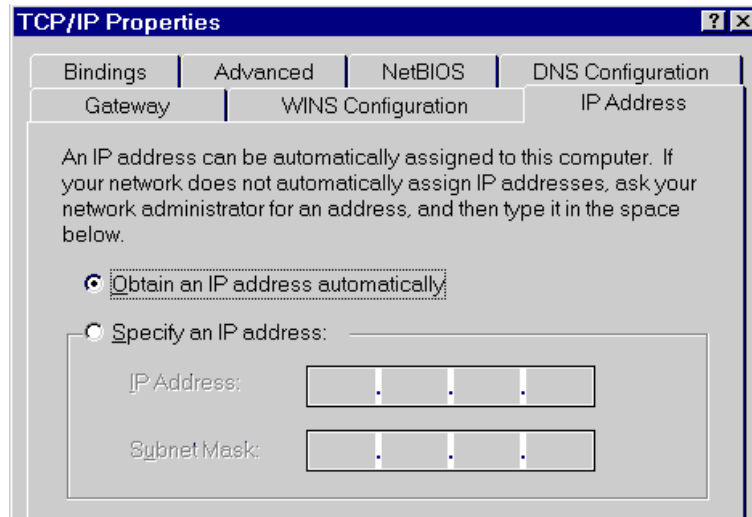 TCP/IP Properties
Bindings Advanced NetBIOS DNS Configuration
Gateway WINS Configuration IP Address
An IP address can be automatically assigned to this computer. If
your network does not automatically assign IP addresses, ask your
network administrator for an address, and then type it in the space
below.
Obtain an IP address automatically
Specify an IP address:
IP Address:
Subnet Mask: